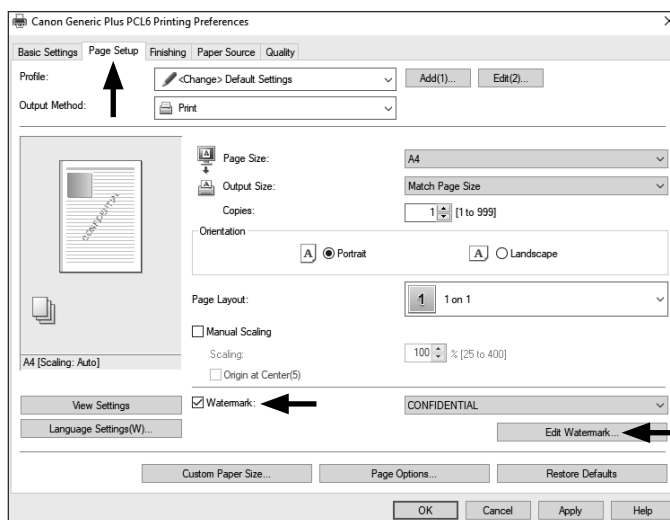 Canon Generic Plus PCL6 Printing Preferences
Basic Settings Page Setup Finishing Paper Source Quality
Profile: <Change> Default Settings Add(1)... Edit(2)...
Output Method: Print
Page Size: A4
Output Size: Match Page Size
Copies: 1 [1 to 999]
Orientation
A Portrait A Landscape
CONFIDENTIAL
Page Layout: 1 1 on 1
Manual Scaling
Scaling: 100 % [25 to 400]
A4 [Scaling: Auto]
Origin at Center(5)
View Settings Watermark: CONFIDENTIAL
Language Settings(W)... Edit Watermark...
Custom Paper Size... Page Options... Restore Defaults
OK Cancel Apply Help